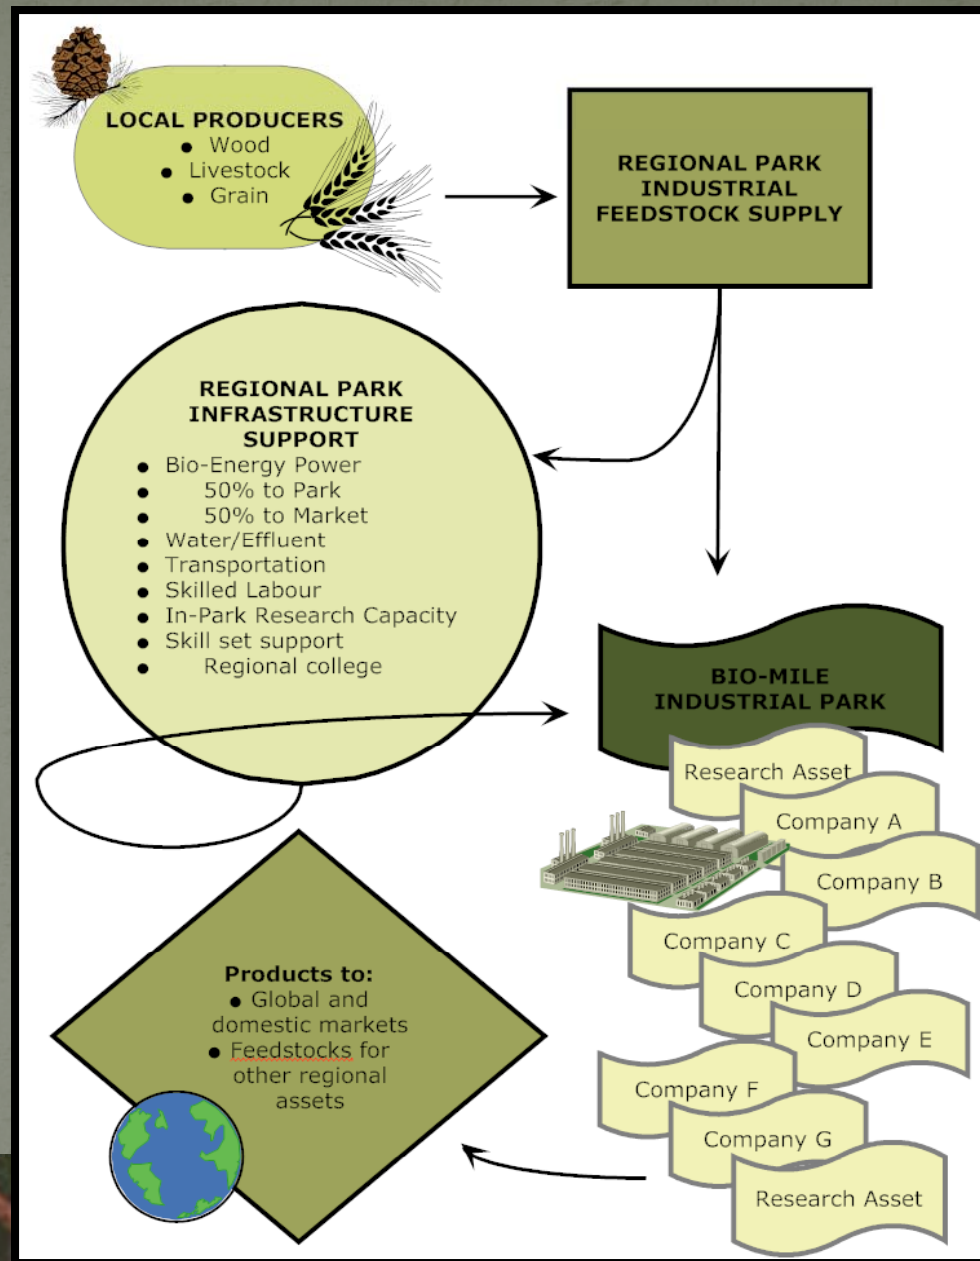 LOCAL PRODUCERS
● Wood
● Livestock
● Grain
REGIONAL PARK
INDUSTRIAL
FEEDSTOCK SUPPLY
REGIONAL PARK
INFRASTRUCTURE
SUPPORT
● Bio-Energy Power
● 50% to Park
● 50% to Market
● Water/Effluent
● Transportation
● Skilled Labour
● In-Park Research Capacity
● Skill set support
● Regional college
BIO-MILE
INDUSTRIAL PARK
Research Asset
Company A
Company B
Company C
Company D
Company E
Company F
Company G
Research Asset
Products to:
● Global and
domestic markets
● Feedstocks for
other regional
assets